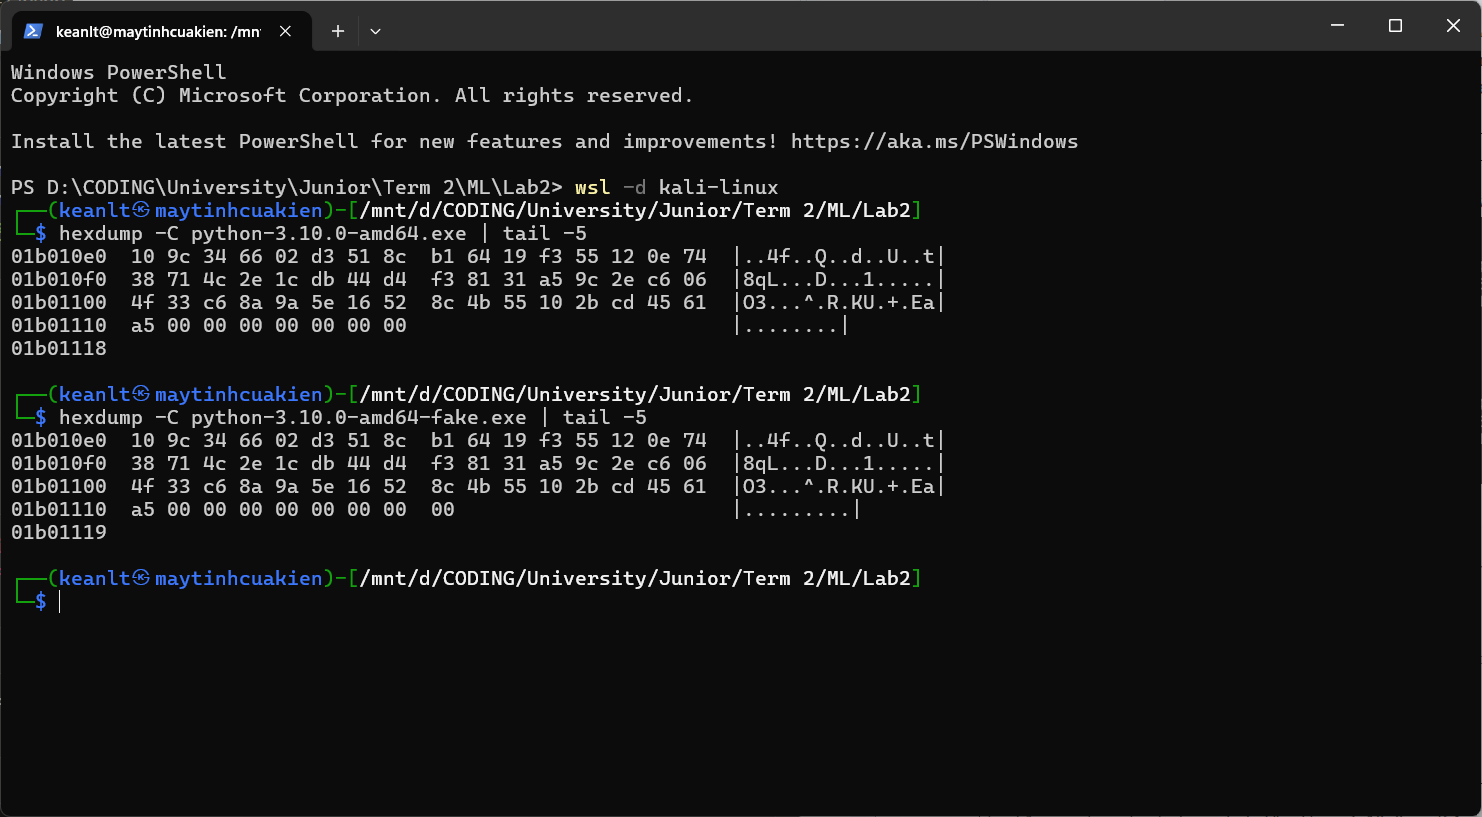 keanlt@maytinhcuakien: /mn
Windows PowerShell
Copyright (C) Microsoft Corporation. All rights reserved.
Install the latest PowerShell for new features and improvements! https://aka.ms/PSWindows
PS D:\CODING\University\Junior\Term 2\ML\Lab2> wsl -d kali-linux
┌──(keanlt㉿maytinhcuakien)-[/mnt/d/CODING/University/Junior/Term 2/ML/Lab2]
└─$ hexdump -C python-3.10.0-amd64.exe | tail -5
01b010e0  10 9c 34 66 02 d3 51 8c  b1 64 19 f3 55 12 0e 74  |..4f..Q..d..U..t|
01b010f0  38 71 4c 2e 1c db 44 d4  f3 81 31 a5 9c 2e c6 06  |8qL...D...1.....|
01b01100  4f 33 c6 8a 9a 5e 16 52  8c 4b 55 10 2b cd 45 61  |O3...^.R.KU.+.Ea|
01b01110  a5 00 00 00 00 00 00 00                           |........|
01b01118
┌──(keanlt㉿maytinhcuakien)-[/mnt/d/CODING/University/Junior/Term 2/ML/Lab2]
└─$ hexdump -C python-3.10.0-amd64-fake.exe | tail -5
01b010e0  10 9c 34 66 02 d3 51 8c  b1 64 19 f3 55 12 0e 74  |..4f..Q..d..U..t|
01b010f0  38 71 4c 2e 1c db 44 d4  f3 81 31 a5 9c 2e c6 06  |8qL...D...1.....|
01b01100  4f 33 c6 8a 9a 5e 16 52  8c 4b 55 10 2b cd 45 61  |O3...^.R.KU.+.Ea|
01b01110  a5 00 00 00 00 00 00 00  00                       |.........|
01b01119
┌──(keanlt㉿maytinhcuakien)-[/mnt/d/CODING/University/Junior/Term 2/ML/Lab2]
└─$